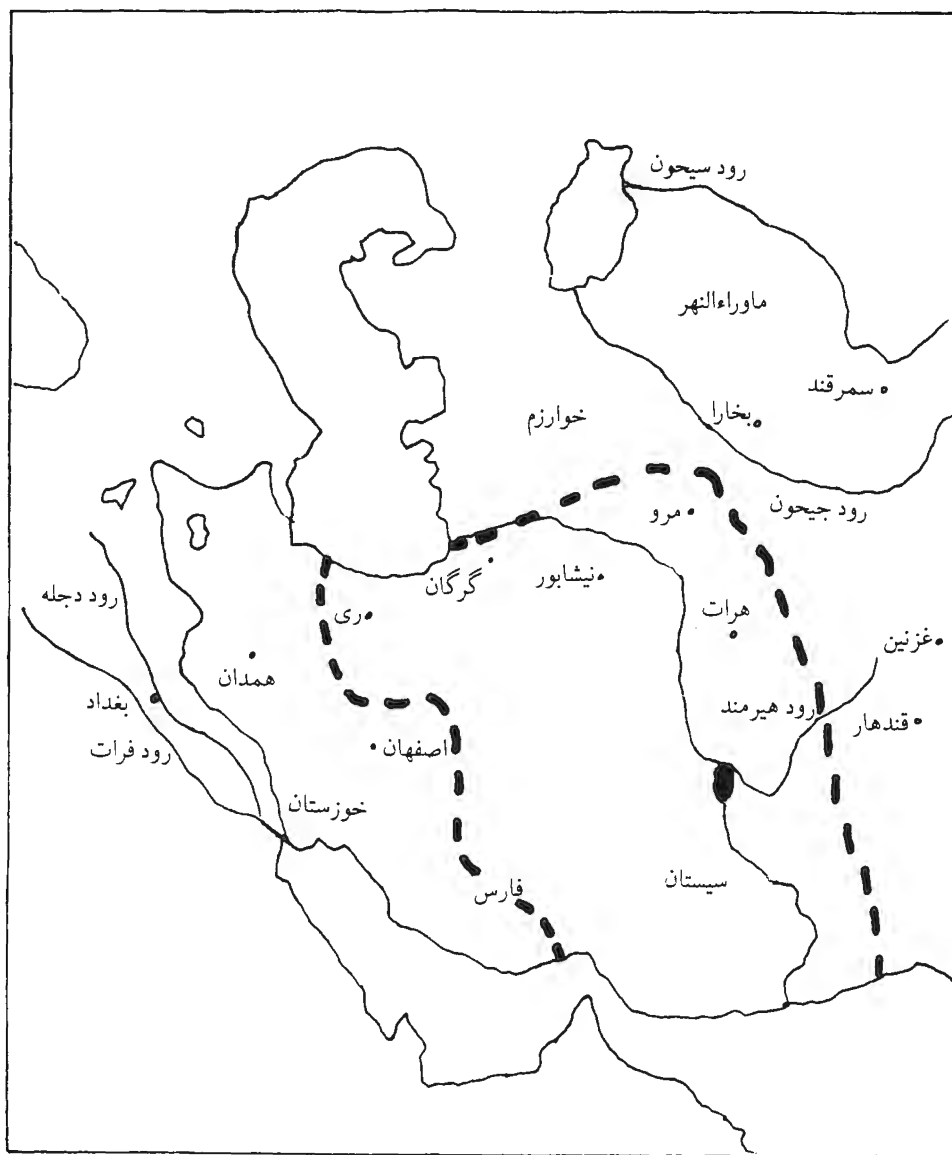 رود سیحون
ماوراءالنهر
سمرقند
بخارا
خوارزم
رود جیحون
مرو
گرگان
نیشابور
رود دجله
ری
هرات
غزنین
همدان
بغداد
رود هیرمند
قندهار
رود فرات
اصفهان
خوزستان
سیستان
فارس